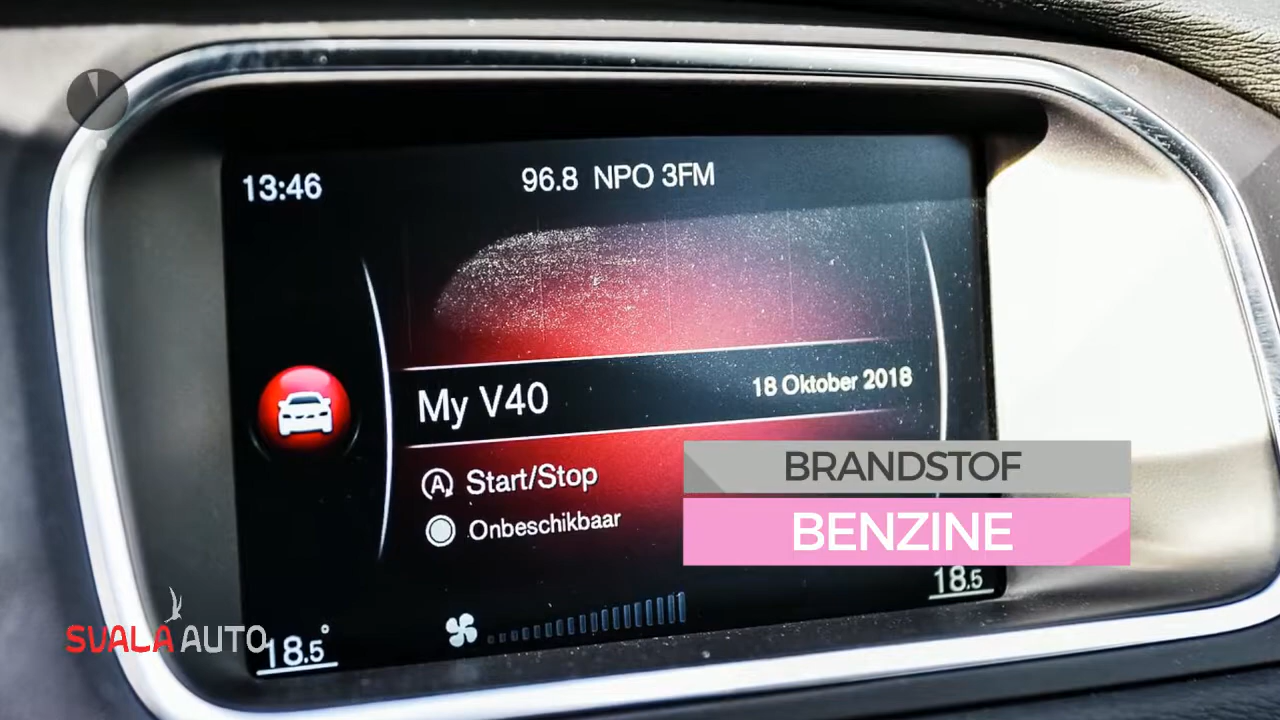 13:46
96.8 NPO 3FM
My V40
18 Oktober 2018
Start/Stop
Onbeschikbaar
BRANDSTOF
BENZINE
18.5
SVALA AUTO
18.5°